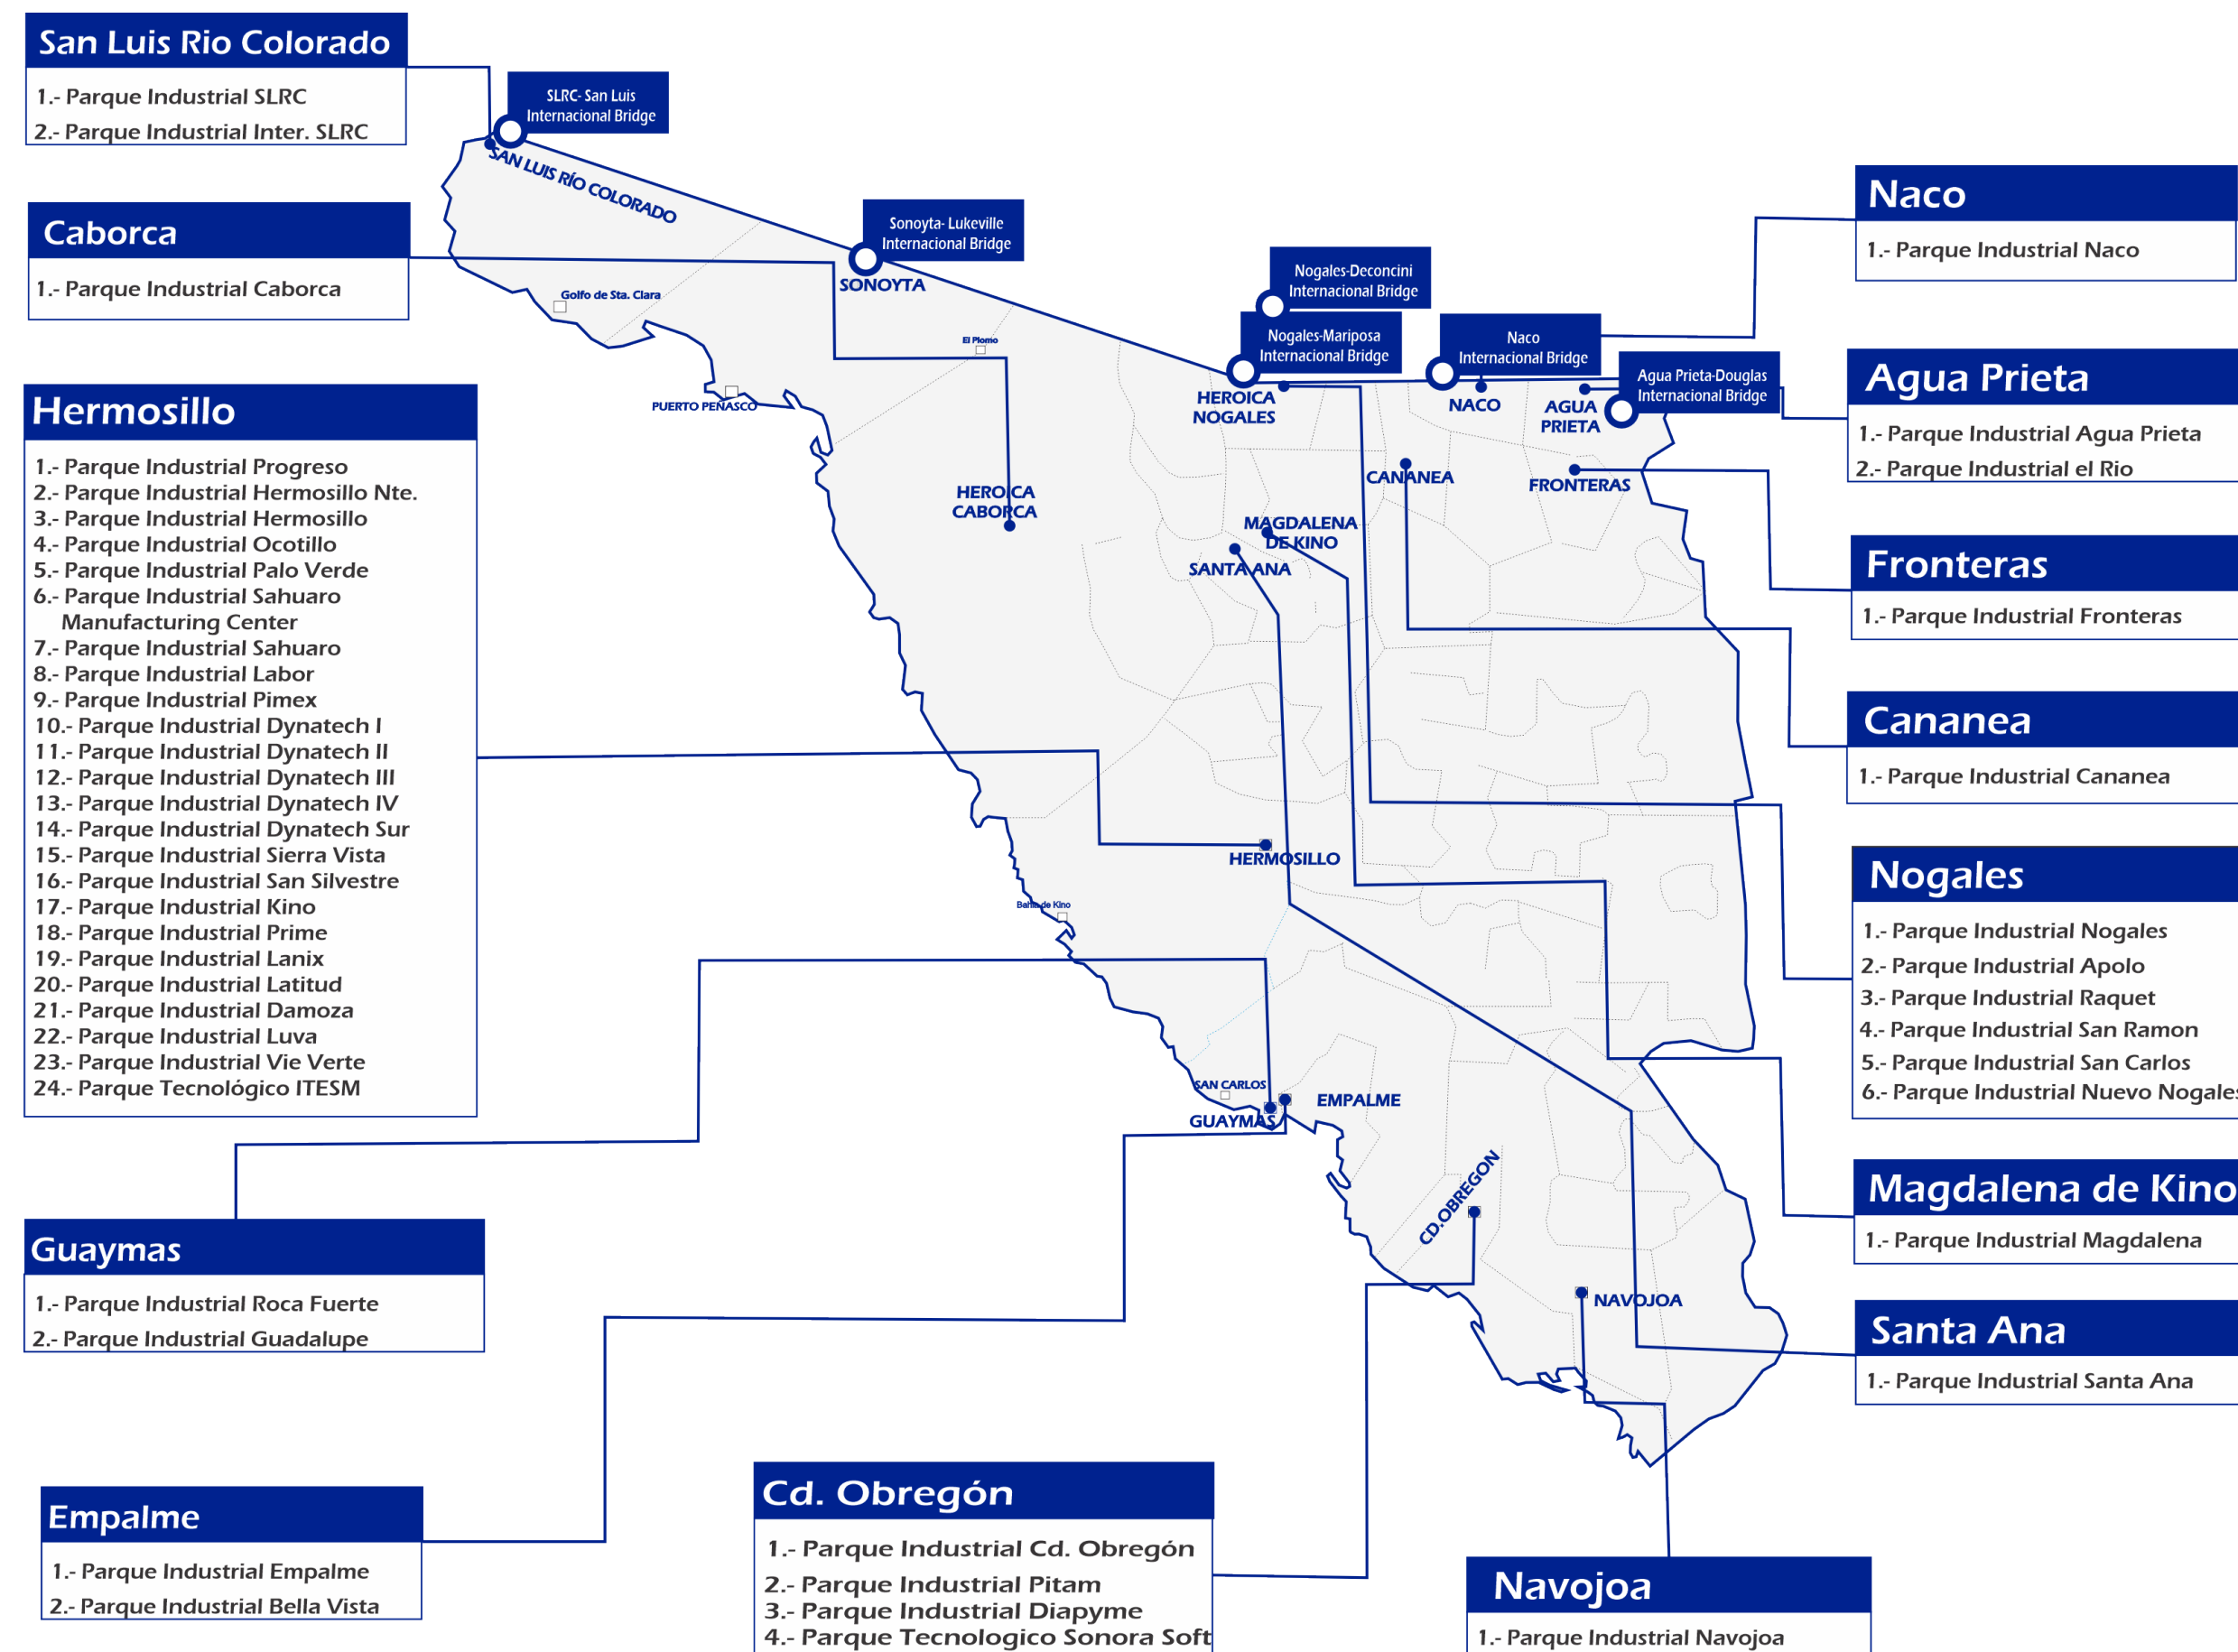 San Luis Rio Colorado
1.- Parque Industrial SLRC
2.- Parque Industrial Inter. SLRC
Caborca
1.- Parque Industrial Caborca
Hermosillo
1.- Parque Industrial Progreso
2.- Parque Industrial Hermosillo Nte.
3.- Parque Industrial Hermosillo
4.- Parque Industrial Ocotillo
5.- Parque Industrial Palo Verde
6.- Parque Industrial Sahuaro
Manufacturing Center
7.- Parque Industrial Sahuaro
8.- Parque Industrial Labor
9.- Parque Industrial Pimex
10.- Parque Industrial Dynatech I
11.- Parque Industrial Dynatech II
12.- Parque Industrial Dynatech III
13.- Parque Industrial Dynatech IV
14.- Parque Industrial Dynatech Sur
15.- Parque Industrial Sierra Vista
16.- Parque Industrial San Silvestre
17.- Parque Industrial Kino
18.- Parque Industrial Prime
19.- Parque Industrial Lanix
20.- Parque Industrial Latitud
21.- Parque Industrial Damoza
22.- Parque Industrial Luva
23.- Parque Industrial Vie Verte
24.- Parque Tecnológico ITESM
Guaymas
1.- Parque Industrial Roca Fuerte
2.- Parque Industrial Guadalupe
Empalme
1.- Parque Industrial Empalme
2.- Parque Industrial Bella Vista
SLRC- San Luis
Internacional Bridge
SAN LUIS RÍO COLORADO
Sonoyta- Lukeville
Internacional Bridge
SONOYTA
Golfo de Sta. Clara
El Plomo
PUERTO PEÑASCO
Nogales-Deconcini
Internacional Bridge
Nogales-Mariposa
Internacional Bridge
HEROICA
NOGALES
Naco
Internacional Bridge
NACO
Agua Prieta-Douglas
Internacional Bridge
AGUA
PRIETA
CANANEA
FRONTERAS
HEROICA
CABORCA
MAGDALENA
DE KINO
SANTA ANA
HERMOSILLO
Bahia de Kino
SAN CARLOS
GUAYMAS
EMPALME
CD.OBREGON
NAVOJOA
Cd. Obregón
1.- Parque Industrial Cd. Obregón
2.- Parque Industrial Pitam
3.- Parque Industrial Diapyme
4.- Parque Tecnologico Sonora Soft
Navojoa
1.- Parque Industrial Navojoa
Naco
1.- Parque Industrial Naco
Agua Prieta
1.- Parque Industrial Agua Prieta
2.- Parque Industrial el Rio
Fronteras
1.- Parque Industrial Fronteras
Cananea
1.- Parque Industrial Cananea
Nogales
1.- Parque Industrial Nogales
2.- Parque Industrial Apolo
3.- Parque Industrial Raquet
4.- Parque Industrial San Ramon
5.- Parque Industrial San Carlos
6.- Parque Industrial Nuevo Nogales
Magdalena de Kino
1.- Parque Industrial Magdalena
Santa Ana
1.- Parque Industrial Santa Ana